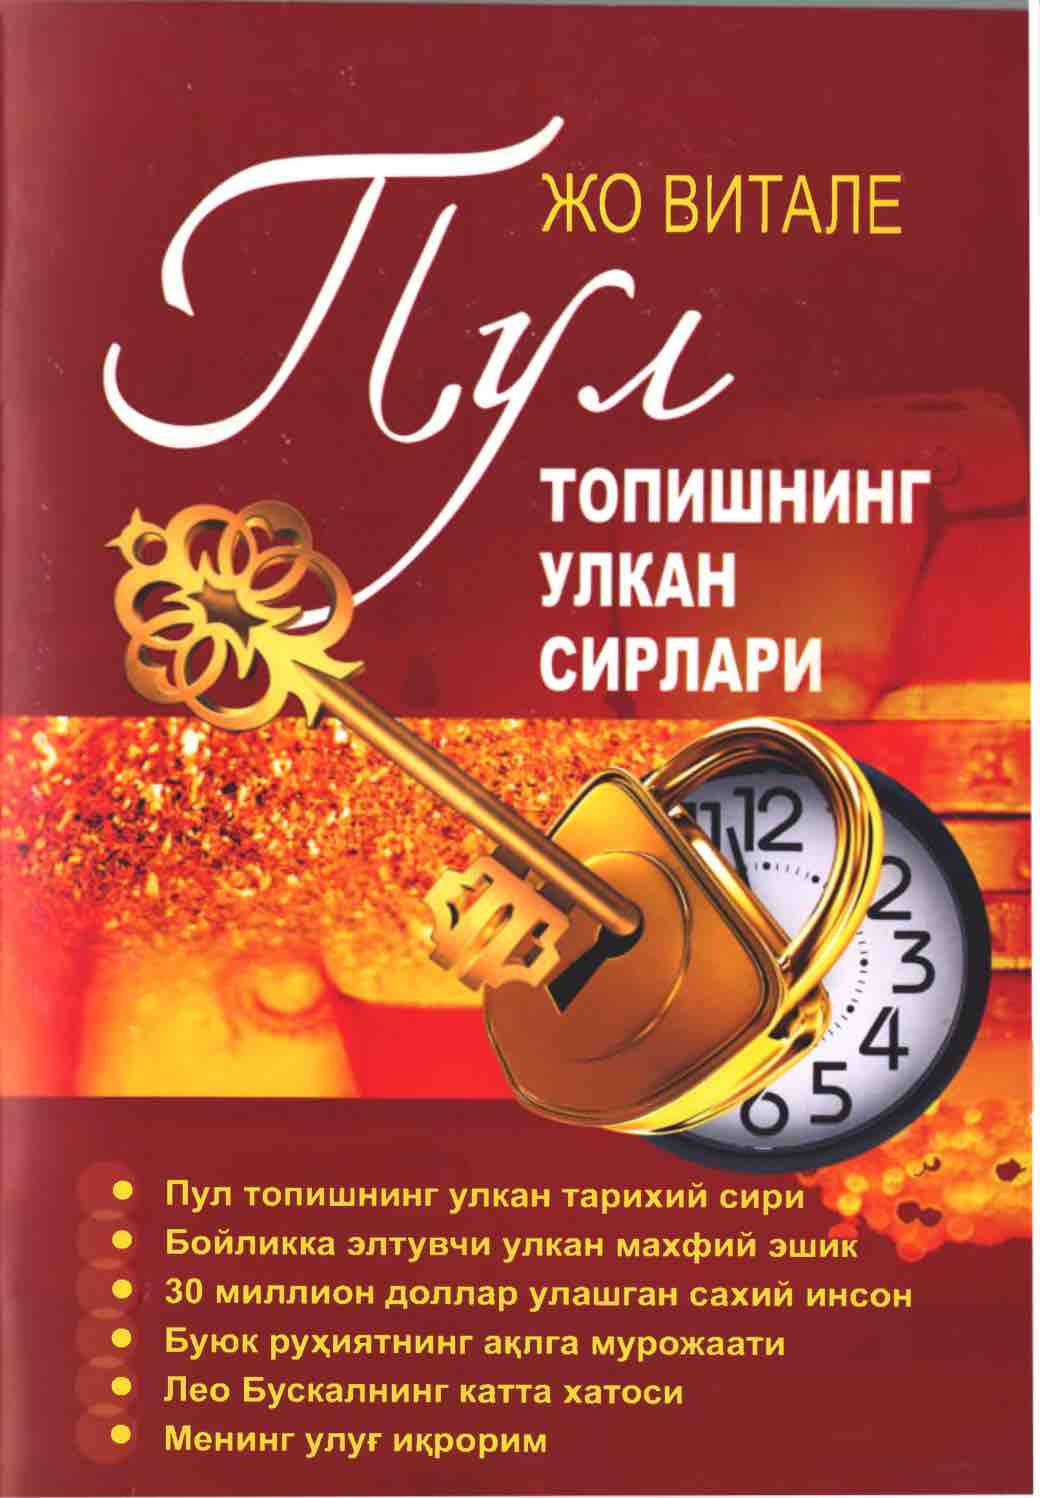 ЖО ВИТАЛЕ
Пул
ТОПИШНИНГ
УЛКАН
СИРЛАРИ
11 12
2
3
4
5
6
Пул топишнинг улкан тарихий сири
Бойликка элтувчи улкан махфий эшик
30 миллион доллар улашган сахий инсон
Буюк руҳиятнинг ақлга мурожаати
Лео Бускалнинг катта хатоси
Менинг улуғ иқрорим